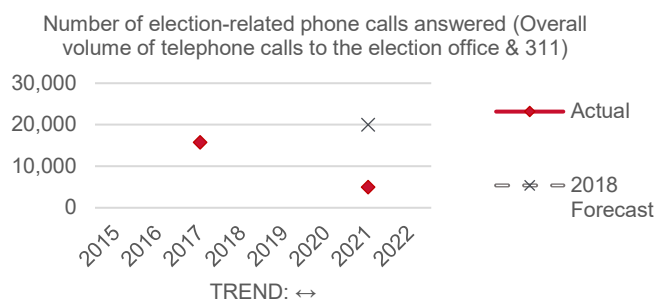 Number of election-related phone calls answered (Overall
volume of telephone calls to the election office & 311)
30,000
20,000
10,000
0
2015
2016
2017
2018
2019
2020
2021
2022
Actual
2018
Forecast
TREND: ↔